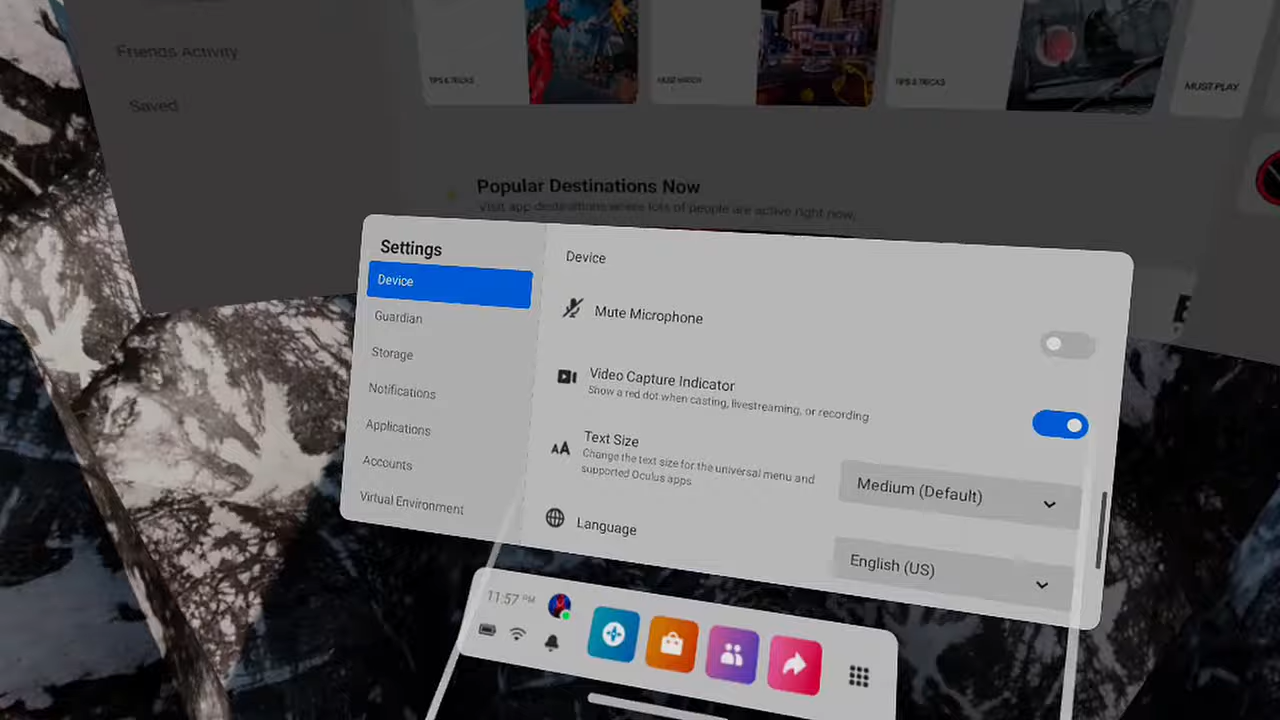 Friends Activity
Saved
TIPS & TRICKS
MUST WATCH
TIPS & TRICKS
MUST PLAY
Popular Destinations Now
Visit app destinations where lots of people are active right now.
Settings
Device
Guardian
Storage
Notifications
Applications
Accounts
Virtual Environment
Device
Mute Microphone
Video Capture Indicator
Show a red dot when casting, livestreaming, or recording
Text Size
Change the text size for the universal menu and
supported Oculus apps
Medium (Default)
Language
English (US)
11:57 PM